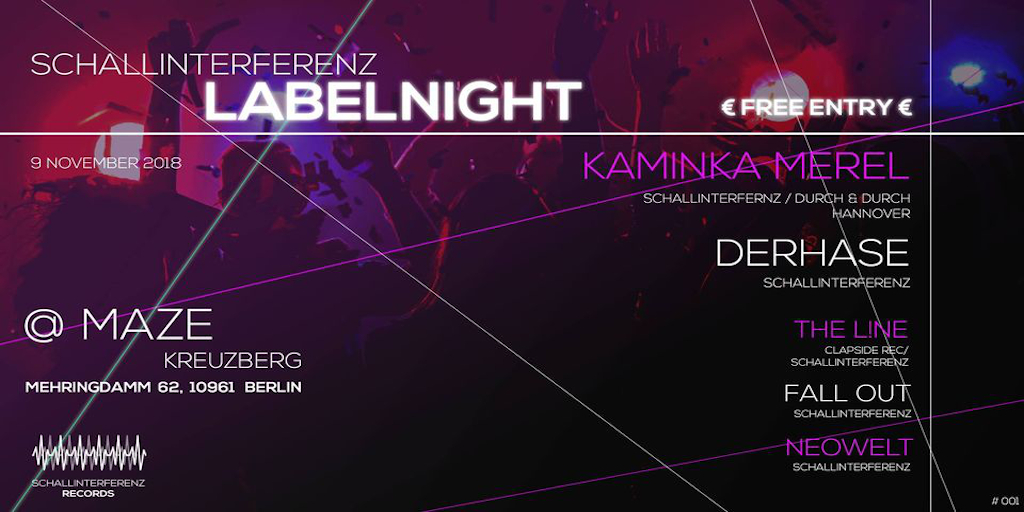 SCHALLINTERFERENZ
LABELNIGHT
€ FREE ENTRY €
9 NOVEMBER 2018
KAMINKA MEREL
SCHALLINTERFERNZ / DURCH & DURCH
HANNOVER
DERHASE
SCHALLINTERFERENZ
@ MAZE
KREUZBERG
MEHRINGDAMM 62, 10961 BERLIN
THE L!NE
CLAPSIDE REC/
SCHALLINTERFERENZ
FALL OUT
SCHALLINTERFERENZ
NEOWELT
SCHALLINTERFERENZ
SCHALLINTERFERENZ
RECORDS
# 001